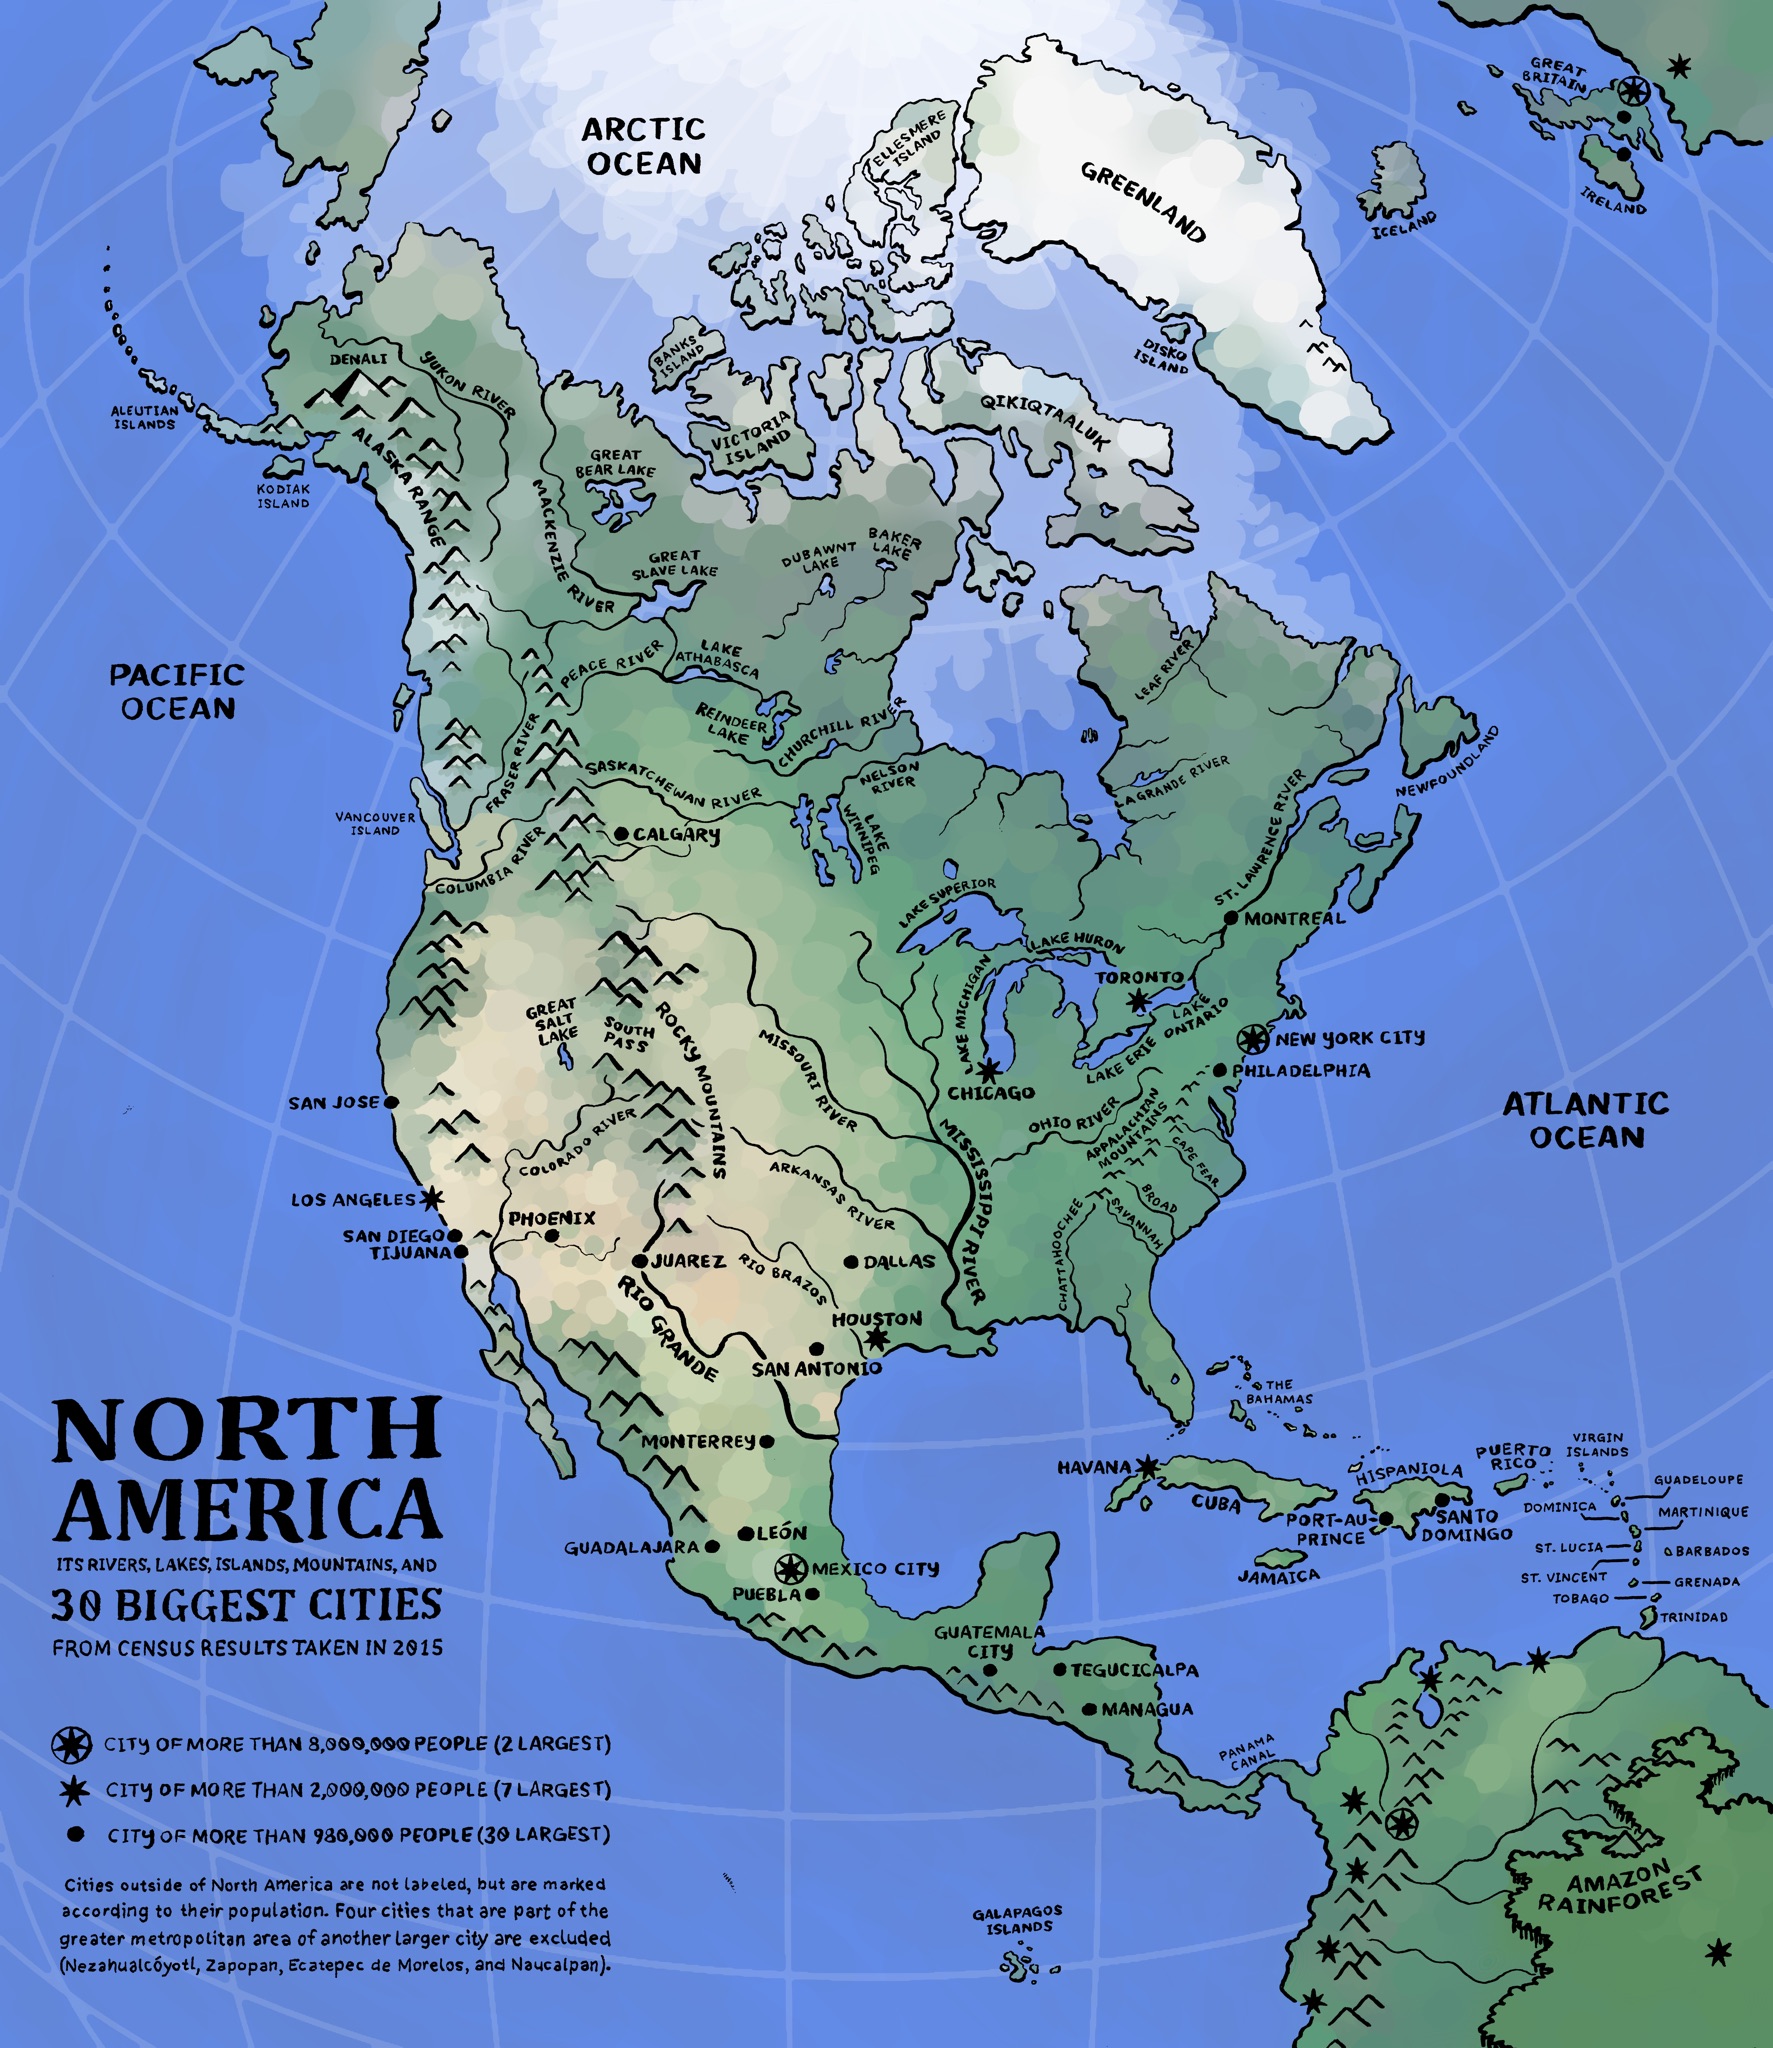 ARCTIC
OCEAN
GREAT
BRITAIN
IRELAND
ICELAND
ELLESMERE
ISLAND
GREENLAND
DISKO
ISLAND
BANKS
ISLAND
VICTORIA
ISLAND
QIKIQTAALUK
DENALI
YUKON RIVER
ALEUTIAN
ISLANDS
ALASKA RANGE
KODIAK
ISLAND
MACKENZIE RIVER
GREAT
BEAR LAKE
GREAT
SLAVE LAKE
DUBAWNT
LAKE
BAKER
LAKE
PACIFIC
OCEAN
PEACE RIVER
LAKE
ATHABASCA
REINDEER
LAKE
CHURCHILL RIVER
NELSON
RIVER
LEAF RIVER
LA GRANDE RIVER
NEWFOUNDLAND
FRASER RIVER
SASKATCHEWAN RIVER
LAKE
WINNIPEG
VANCOUVER
ISLAND
CALGARY
COLUMBIA RIVER
ST. LAWRENCE RIVER
LAKE SUPERIOR
MONTREAL
LAKE HURON
LAKE MICHIGAN
TORONTO
LAKE
ONTARIO
LAKE ERIE
GREAT
SALT
LAKE
SOUTH
PASS
ROCKY MOUNTAINS
MISSOURI RIVER
CHICAGO
NEW YORK CITY
PHILADELPHIA
SAN JOSE
OHIO RIVER
APPALACHIAN
MOUNTAINS
CAPE FEAR
ATLANTIC
OCEAN
COLORADO RIVER
MISSISSIPPI RIVER
ARKANSAS RIVER
BROAD
SAVANNAH
CHATTAHOOCHEE
LOS ANGELES
SAN DIEGO
TIJUANA
PHOENIX
JUAREZ
RIO BRAZOS
DALLAS
RIO GRANDE
HOUSTON
SAN ANTONIO
THE
BAHAMAS
MONTERREY
HAVANA
CUBA
HISPANIOLA
PUERTO
RICO
VIRGIN
ISLANDS
GUADELOUPE
DOMINICA
MARTINIQUE
PORT-AU-
PRINCE
SANTO
DOMINGO
ST. LUCIA
BARBADOS
JAMAICA
ST. VINCENT
GRENADA
TOBAGO
TRINIDAD
LEÓN
GUADALAJARA
MEXICO CITY
PUEBLA
GUATEMALA
CITY
TEGUCICALPA
MANAGUA
PANAMA
CANAL
AMAZON
RAINFOREST
GALAPAGOS
ISLANDS
NORTH
AMERICA
ITS RIVERS, LAKES, ISLANDS, MOUNTAINS, AND
30 BIGGEST CITIES
FROM CENSUS RESULTS TAKEN IN 2015
CITY OF MORE THAN 8,000,000 PEOPLE (2 LARGEST)
CITY OF MORE THAN 2,000,000 PEOPLE (7 LARGEST)
CITY OF MORE THAN 980,000 PEOPLE (30 LARGEST)
Cities outside of North America are not labeled, but are marked
according to their population. Four cities that are part of the
greater metropolitan area of another larger city are excluded
(Nezahualcóyotl, Zapopan, Ecatepec de Morelos, and Naucalpan).